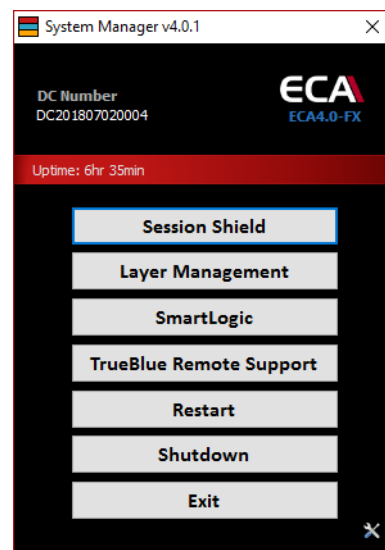 System Manager v4.0.1
DC Number
DC201807020004
ECA
ECA4.0-FX
Uptime: 6hr 35min
Session Shield
Layer Management
SmartLogic
TrueBlue Remote Support
Restart
Shutdown
Exit